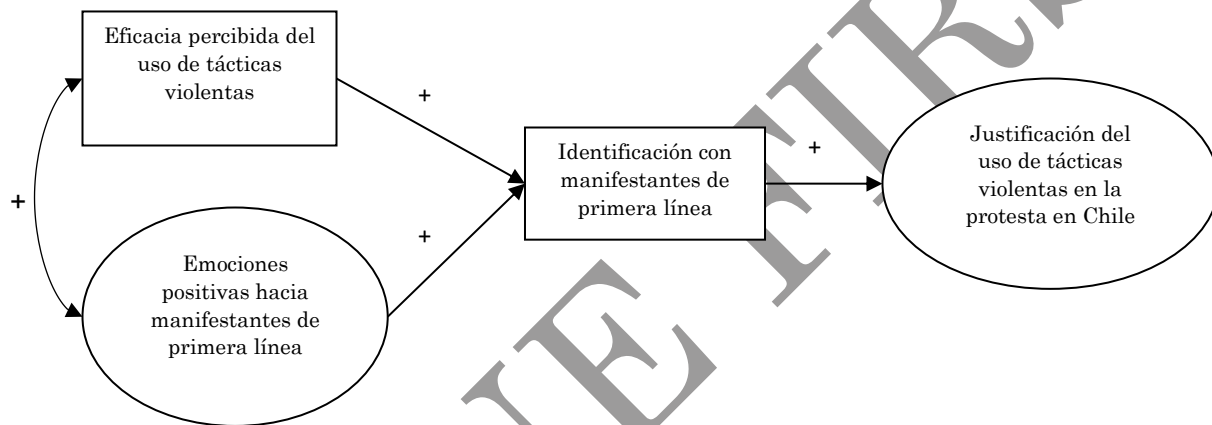 Eficacia percibida del
uso de tácticas
violentas
+
+
Identificación con
manifestantes de
primera línea
+
Justificación del
uso de tácticas
violentas en la
protesta en Chile
+
+
Emociones
positivas hacia
manifestantes de
primera línea